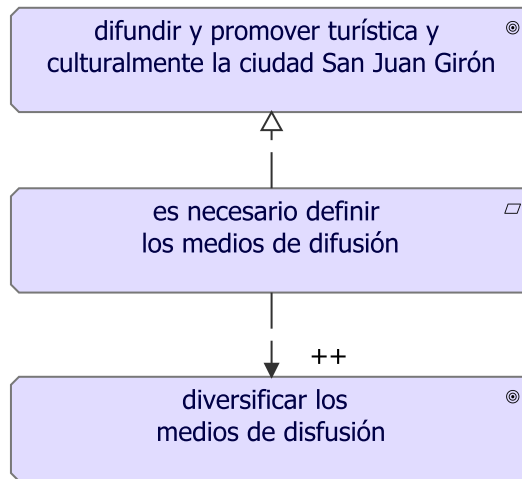 difundir y promover turística y
culturalmente la ciudad San Juan Girón
es necesario definir
los medios de difusión
++
diversificar los
medios de disfusión